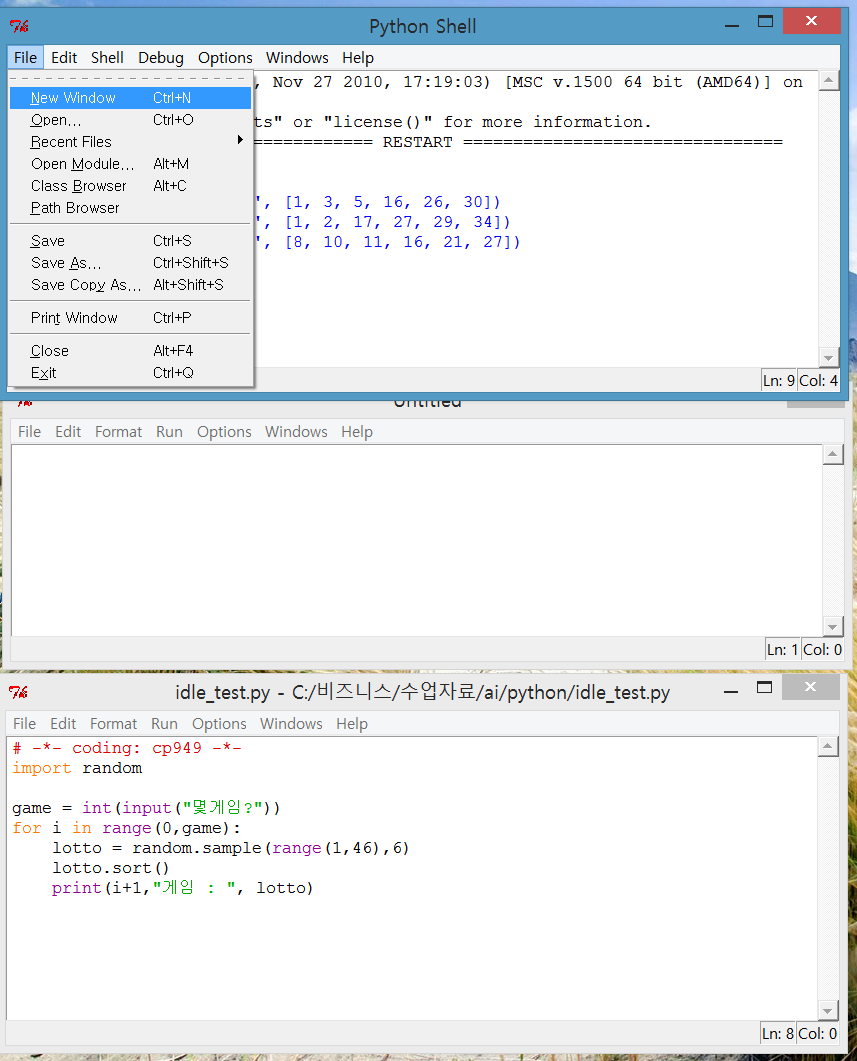 Python Shell
File Edit Shell Debug Options Windows Help
, Nov 27 2010, 17:19:03) [MSC v.1500 64 bit (AMD64)] on
New Window Ctrl+N
Open... Ctrl+O
ts" or "license()" for more information.
Recent Files
============ RESTART ================================
Open Module... Alt+M
Class Browser Alt+C
Path Browser
', [1, 3, 5, 16, 26, 30])
', [1, 2, 17, 27, 29, 34])
', [8, 10, 11, 16, 21, 27])
Save Ctrl+S
Save As... Ctrl+Shift+S
Save Copy As... Alt+Shift+S
Print Window Ctrl+P
Close Alt+F4
Exit Ctrl+Q
Ln: 9 Col: 4
Untitled
File Edit Format Run Options Windows Help
Ln: 1 Col: 0
idle_test.py - C:/비즈니스/수업자료/ai/python/idle_test.py
File Edit Format Run Options Windows Help
# -*- coding: cp949 -*-
import random
game = int(input("몇게임?"))
for i in range(0,game):
    lotto = random.sample(range(1,46),6)
    lotto.sort()
    print(i+1,"게임 : ", lotto)
Ln: 8 Col: 0